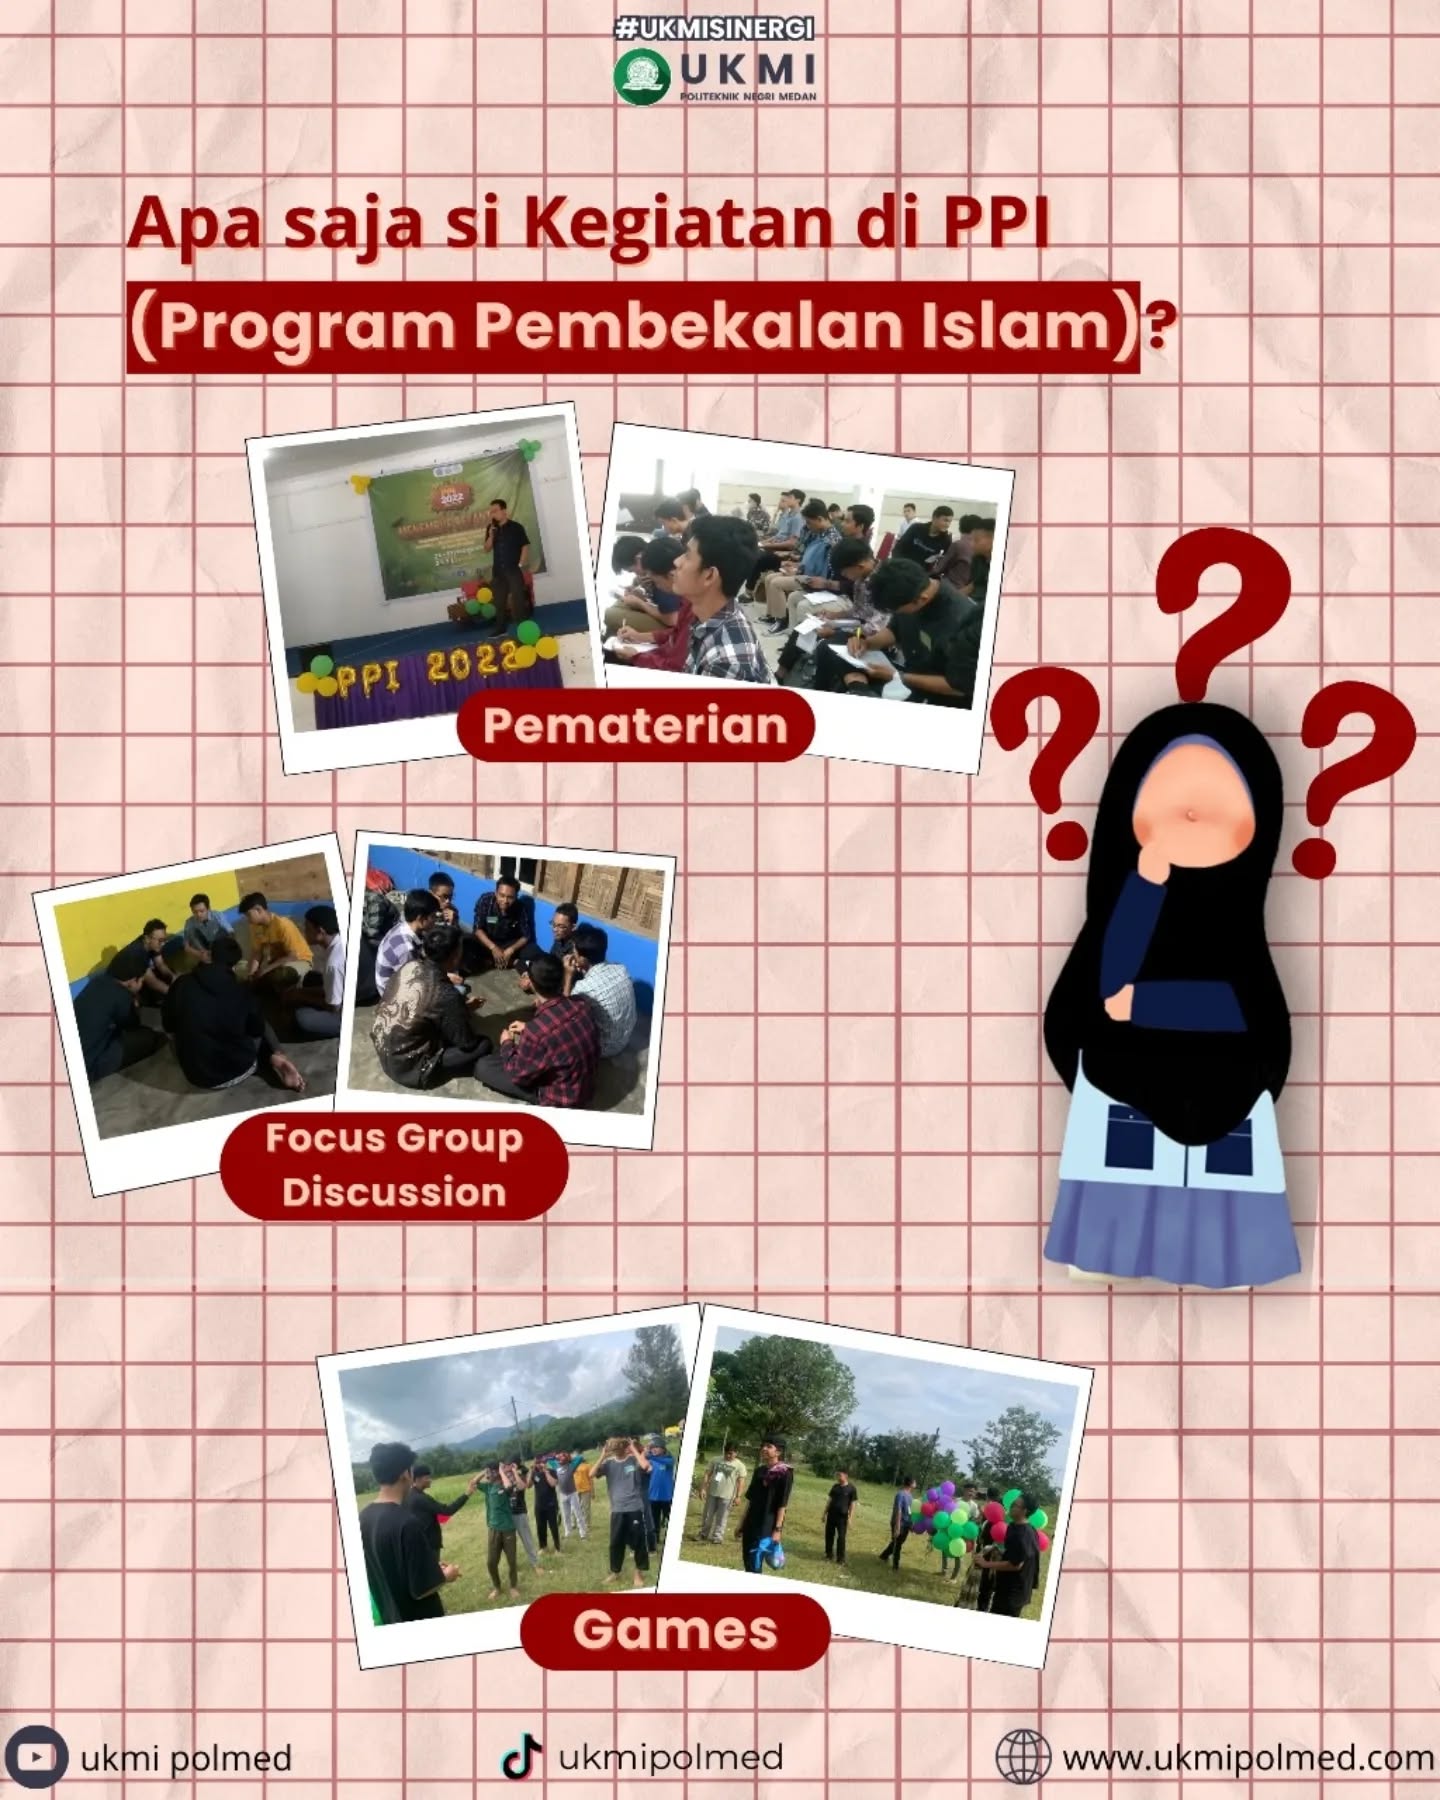 #UKMISINERGI
UKMI
POLITEKNIK NEGRI MEDAN
Apa saja si Kegiatan di PPI
(Program Pembekalan Islam)?
2022
PPI 2022
Pematerian
Focus Group
Discussion
Games
ukmi polmed
ukmipolmed
www.ukmipolmed.com